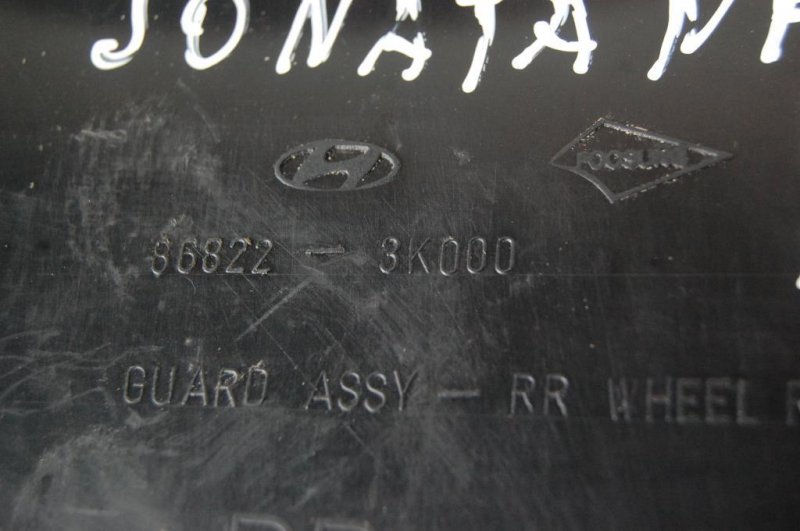 SONATA NF
86822 - 3K000
GUARD ASSY - RR WHEEL R